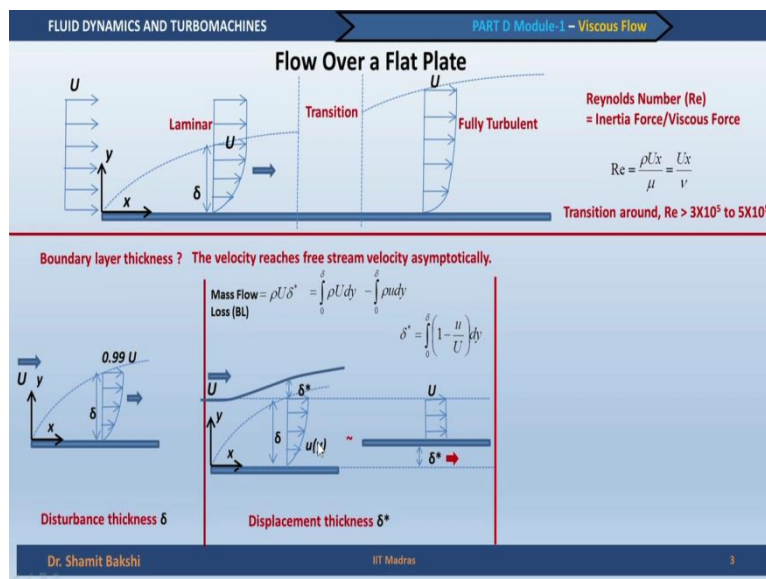 FLUID DYNAMICS AND TURBOMACHINES
PART D Module-1 – Viscous Flow
Flow Over a Flat Plate
U
Laminar
U
δ
y
x
Transition
U
Fully Turbulent
Reynolds Number (Re)
= Inertia Force/Viscous Force
Re = ρUx/μ = Ux/ν
Transition around, Re > 3X10⁵ to 5X10
Boundary layer thickness ? The velocity reaches free stream velocity asymptotically.
Mass Flow = ρUδ* = ∫₀^δ ρUdy − ∫₀^δ ρudy
Loss (BL)
δ* = ∫₀^δ (1 − u/U) dy
0.99 U
U y
δ
x
U
δ*
y
δ
x
~
U
δ*
Disturbance thickness δ
Displacement thickness δ*
Dr. Shamit Bakshi
IIT Madras
3